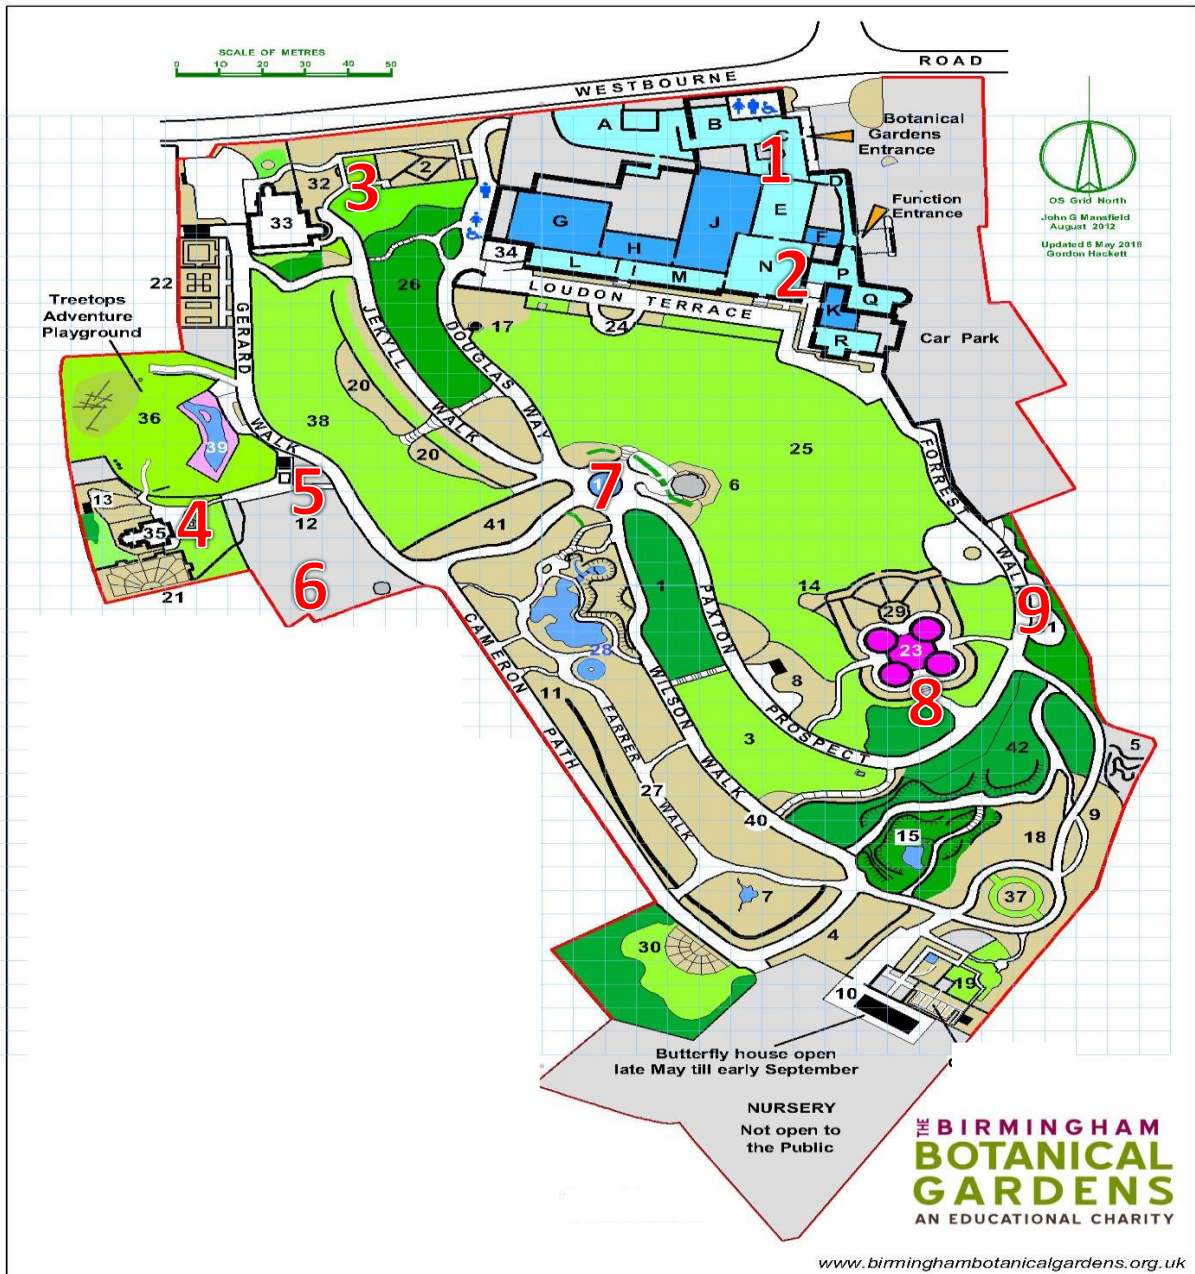 SCALE OF METRES
0 10 20 30 40 50
WESTBOURNE
ROAD
Botanical
Gardens
Entrance
Function
Entrance
OS Grid North
John G Mansfield
August 2012
Updated 6 May 2018
Gordon Hackett
A
B
C
1
D
E
F
G
H
J
L
M
N
2
P
Q
K
R
34
32
33
2
3
22
26
17
24
LOUDON TERRACE
Car Park
Treetops
Adventure
Playground
GERARD
WALK
JEKYLL
WALK
DOUGLAS
WAY
20
20
36
38
39
25
FORREST
WALK
13
35
4
5
12
6
21
41
7
6
1
14
29
23
8
9
1
PAXTON
PROSPECT
WILSON
WALK
CAMERON
PATH
FARRER
WALK
28
11
8
3
27
40
42
5
9
15
18
37
7
4
30
10
19
Butterfly house open
late May till early September
NURSERY
Not open to
the Public
THE BIRMINGHAM
BOTANICAL
GARDENS
AN EDUCATIONAL CHARITY
www.birminghambotanicalgardens.org.uk